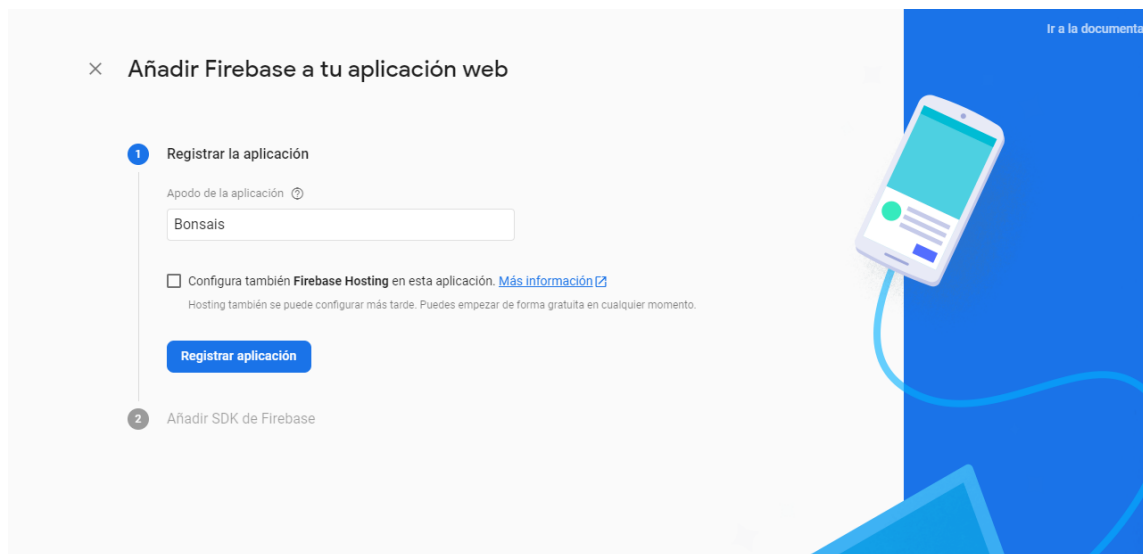 Ir a la documenta
Añadir Firebase a tu aplicación web
1 Registrar la aplicación
Apodo de la aplicación
Bonsais
Configura también Firebase Hosting en esta aplicación. Más información
Hosting también se puede configurar más tarde. Puedes empezar de forma gratuita en cualquier momento.
Registrar aplicación
2 Añadir SDK de Firebase